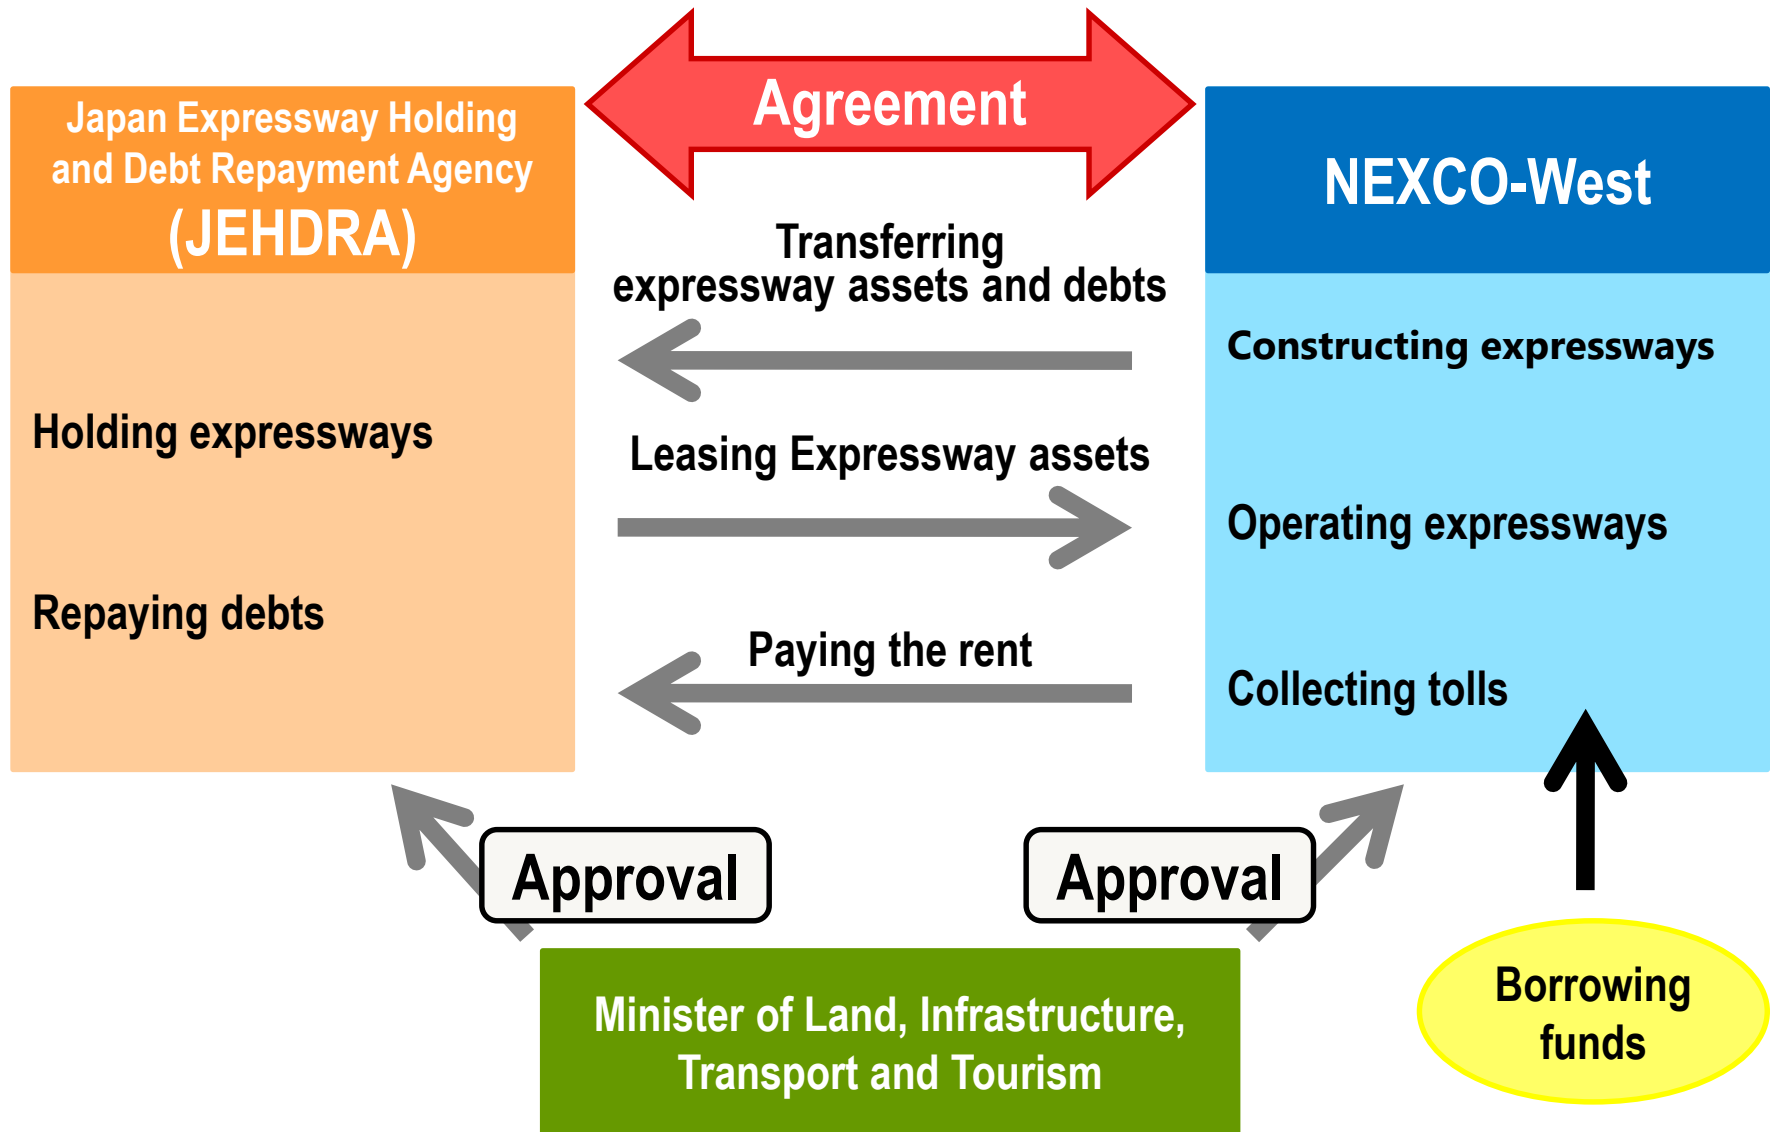 Agreement
Japan Expressway Holding
and Debt Repayment Agency
(JEHDRA)
NEXCO-West
Transferring
expressway assets and debts
Constructing expressways
Holding expressways
Leasing Expressway assets
Operating expressways
Repaying debts
Paying the rent
Collecting tolls
Approval
Approval
Minister of Land, Infrastructure,
Transport and Tourism
Borrowing
funds